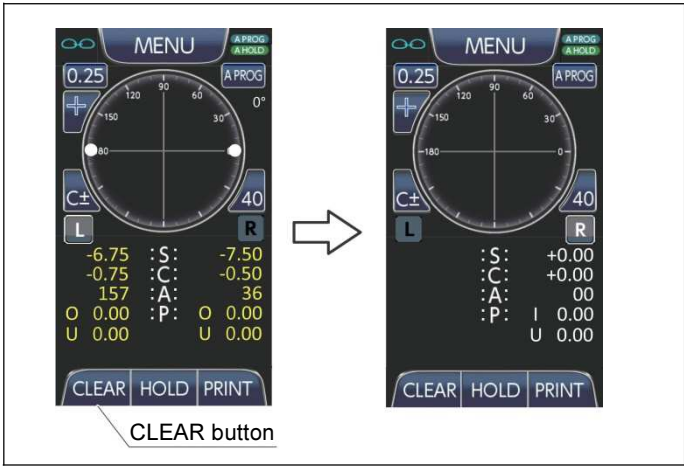 MENU
A PROG
A HOLD
0.25
A PROG
90
120
60
0°
150
30
80
C±
40
L
R
-6.75 :S: -7.50
-0.75 :C: -0.50
157 :A: 36
O 0.00 :P: O 0.00
U 0.00 U 0.00
CLEAR HOLD PRINT
CLEAR button
MENU
A PROG
A HOLD
0.25
A PROG
90
120
60
150
30
180
0
C±
40
L
R
:S: +0.00
:C: +0.00
:A: 00
:P: I 0.00
U 0.00
CLEAR HOLD PRINT